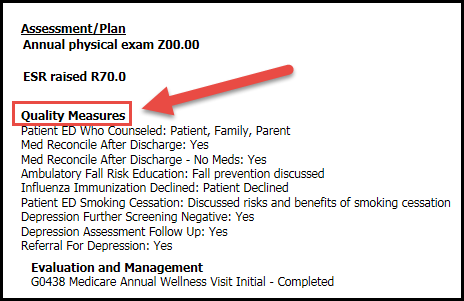 Assessment/Plan
Annual physical exam Z00.00
ESR raised R70.0
Quality Measures
Patient ED Who Counseled: Patient, Family, Parent
Med Reconcile After Discharge: Yes
Med Reconcile After Discharge - No Meds: Yes
Ambulatory Fall Risk Education: Fall prevention discussed
Influenza Immunization Declined: Patient Declined
Patient ED Smoking Cessation: Discussed risks and benefits of smoking cessation
Depression Further Screening Negative: Yes
Depression Assessment Follow Up: Yes
Referral For Depression: Yes
Evaluation and Management
G0438 Medicare Annual Wellness Visit Initial - Completed